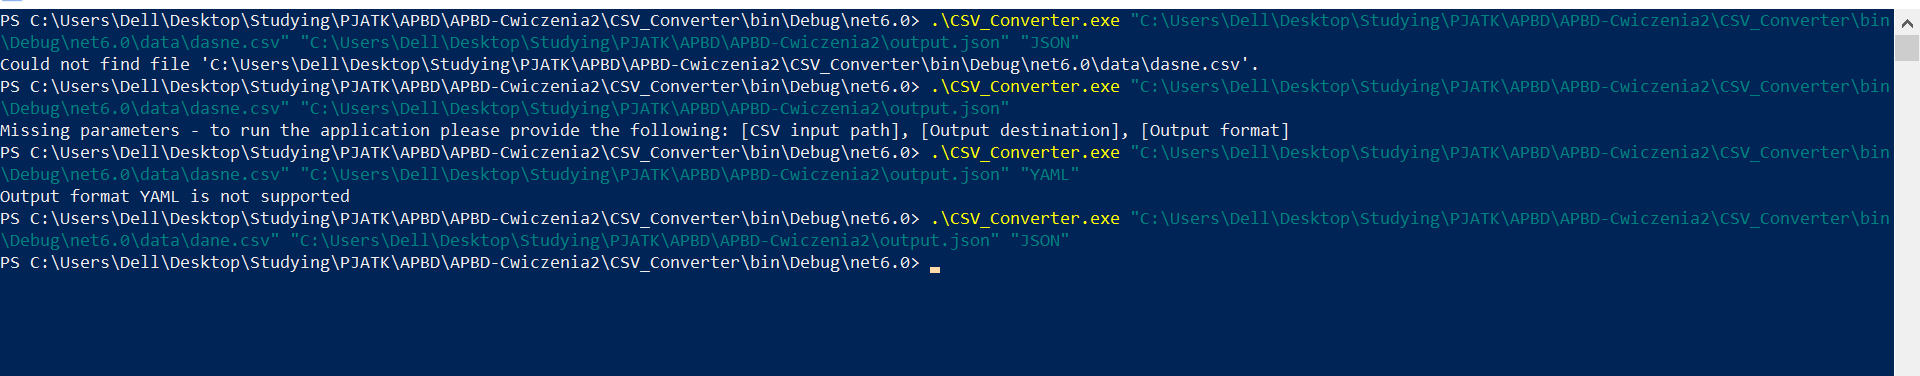 PS C:\Users\Dell\Desktop\Studying\PJATK\APBD\APBD-Cwiczenia2\CSV_Converter\bin\Debug\net6.0> .\CSV_Converter.exe "C:\Users\Dell\Desktop\Studying\PJATK\APBD\APBD-Cwiczenia2\CSV_Converter\bin
\Debug\net6.0\data\dasne.csv" "C:\Users\Dell\Desktop\Studying\PJATK\APBD\APBD-Cwiczenia2\output.json" "JSON"
Could not find file 'C:\Users\Dell\Desktop\Studying\PJATK\APBD\APBD-Cwiczenia2\CSV_Converter\bin\Debug\net6.0\data\dasne.csv'.
PS C:\Users\Dell\Desktop\Studying\PJATK\APBD\APBD-Cwiczenia2\CSV_Converter\bin\Debug\net6.0> .\CSV_Converter.exe "C:\Users\Dell\Desktop\Studying\PJATK\APBD\APBD-Cwiczenia2\CSV_Converter\bin
\Debug\net6.0\data\dasne.csv" "C:\Users\Dell\Desktop\Studying\PJATK\APBD\APBD-Cwiczenia2\output.json"
Missing parameters - to run the application please provide the following: [CSV input path], [Output destination], [Output format]
PS C:\Users\Dell\Desktop\Studying\PJATK\APBD\APBD-Cwiczenia2\CSV_Converter\bin\Debug\net6.0> .\CSV_Converter.exe "C:\Users\Dell\Desktop\Studying\PJATK\APBD\APBD-Cwiczenia2\CSV_Converter\bin
\Debug\net6.0\data\dasne.csv" "C:\Users\Dell\Desktop\Studying\PJATK\APBD\APBD-Cwiczenia2\output.json" "YAML"
Output format YAML is not supported
PS C:\Users\Dell\Desktop\Studying\PJATK\APBD\APBD-Cwiczenia2\CSV_Converter\bin\Debug\net6.0> .\CSV_Converter.exe "C:\Users\Dell\Desktop\Studying\PJATK\APBD\APBD-Cwiczenia2\CSV_Converter\bin
\Debug\net6.0\data\dane.csv" "C:\Users\Dell\Desktop\Studying\PJATK\APBD\APBD-Cwiczenia2\output.json" "JSON"
PS C:\Users\Dell\Desktop\Studying\PJATK\APBD\APBD-Cwiczenia2\CSV_Converter\bin\Debug\net6.0>